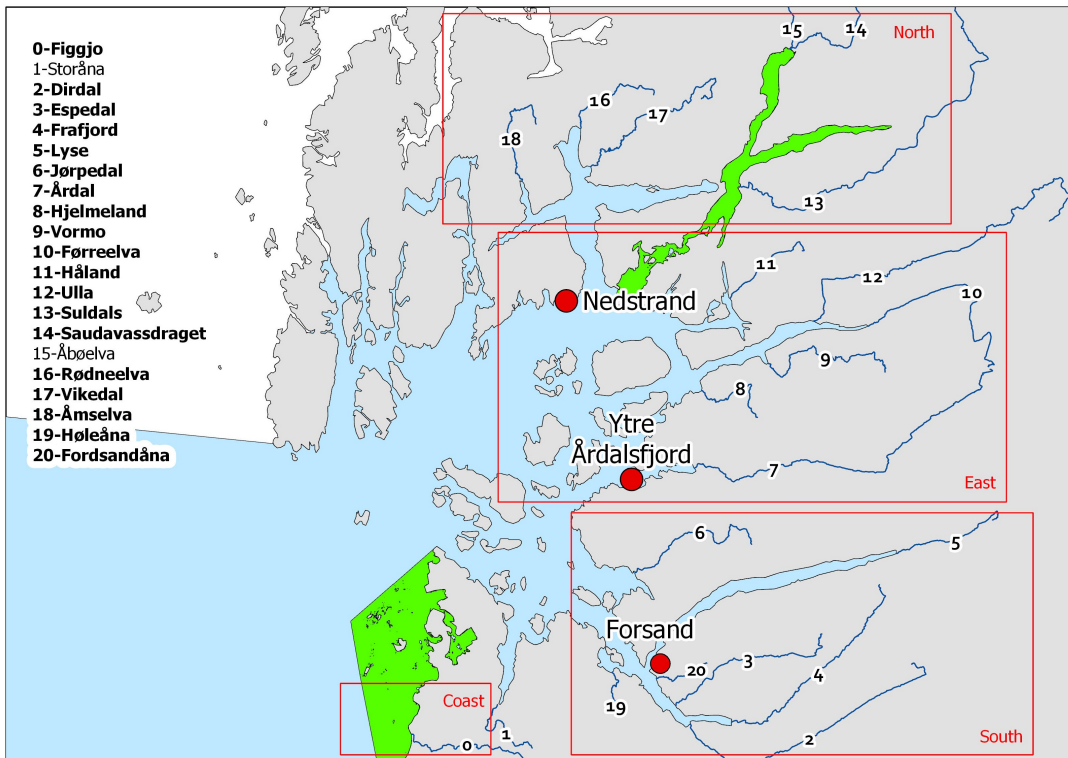 0-Figgjo
1-Storåna
2-Dirdal
3-Espedal
4-Frafjord
5-Lyse
6-Jørpedal
7-Årdal
8-Hjelmeland
9-Vormo
10-Førreelva
11-Håland
12-Ulla
13-Suldals
14-Saudavassdraget
15-Åbøelva
16-Rødneelva
17-Vikedal
18-Åmselva
19-Høleåna
20-Fordsandåna
15
14
North
16
17
18
13
11
12
10
Nedstrand
9
8
Ytre
Årdalsfjord
7
East
6
5
Forsand
3
20
4
19
Coast
1
0
2
South